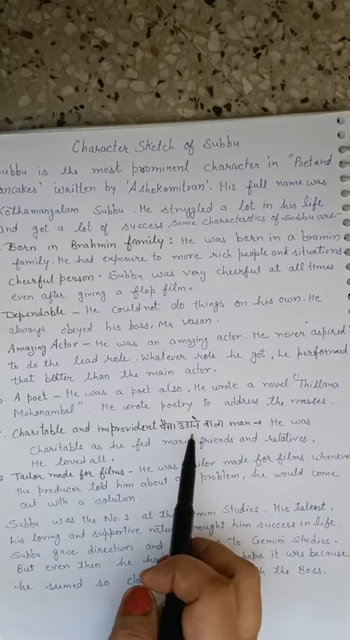 Character Sketch of Subbu
Subbu is the most prominent character in "Poet and
Pancakes' written by 'Ashokamitran'. His full name was
Kothamangalam Subbu. He struggled a lot in his life
and got a lot of success. Some characteristics of Subbu are-
Born in Brahmin family: He was born in a bramin
family. He had exposure to more rich people and situations
cheerful person- Subbu was very cheerful at all times
even after giving a flop film.
Dependable - He could not do things on his own. He
always obeyed his boss, Mr Vasan.
Amazing Actor - He was an amazing actor. He never aspired
to do the lead role. Whatever role he got, he performed
that better than the main actor.
A poet - He was a poet also. He wrote a novel "Thillana
Mohanambal". He wrote poetry to address the masses.
Charitable and improvident पैसा उड़ाने वाला man → He was
Charitable as he fed many friends and relatives.
He loved all.
Tailor made for films - He was tailor made for films whenever
the producer told him about a problem, he would come
out with a solution.
Subbu was the No.2 at the Gemini Studios. His talent,
his loving and supportive nature brought him success in life.
Subbu gave direction and to Gemini Studios.
But even then he because
he seemed so the Boss.